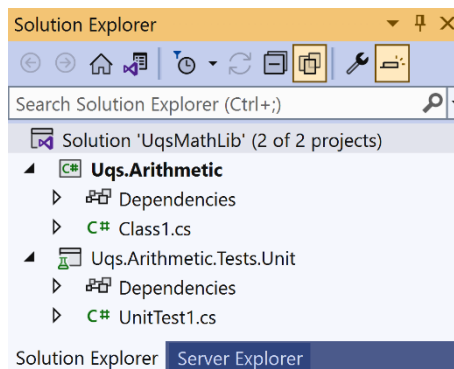 Solution Explorer
Search Solution Explorer (Ctrl+;)
Solution 'UqsMathLib' (2 of 2 projects)
C# Uqs.Arithmetic
Dependencies
C# Class1.cs
Uqs.Arithmetic.Tests.Unit
Dependencies
C# UnitTest1.cs
Solution Explorer Server Explorer